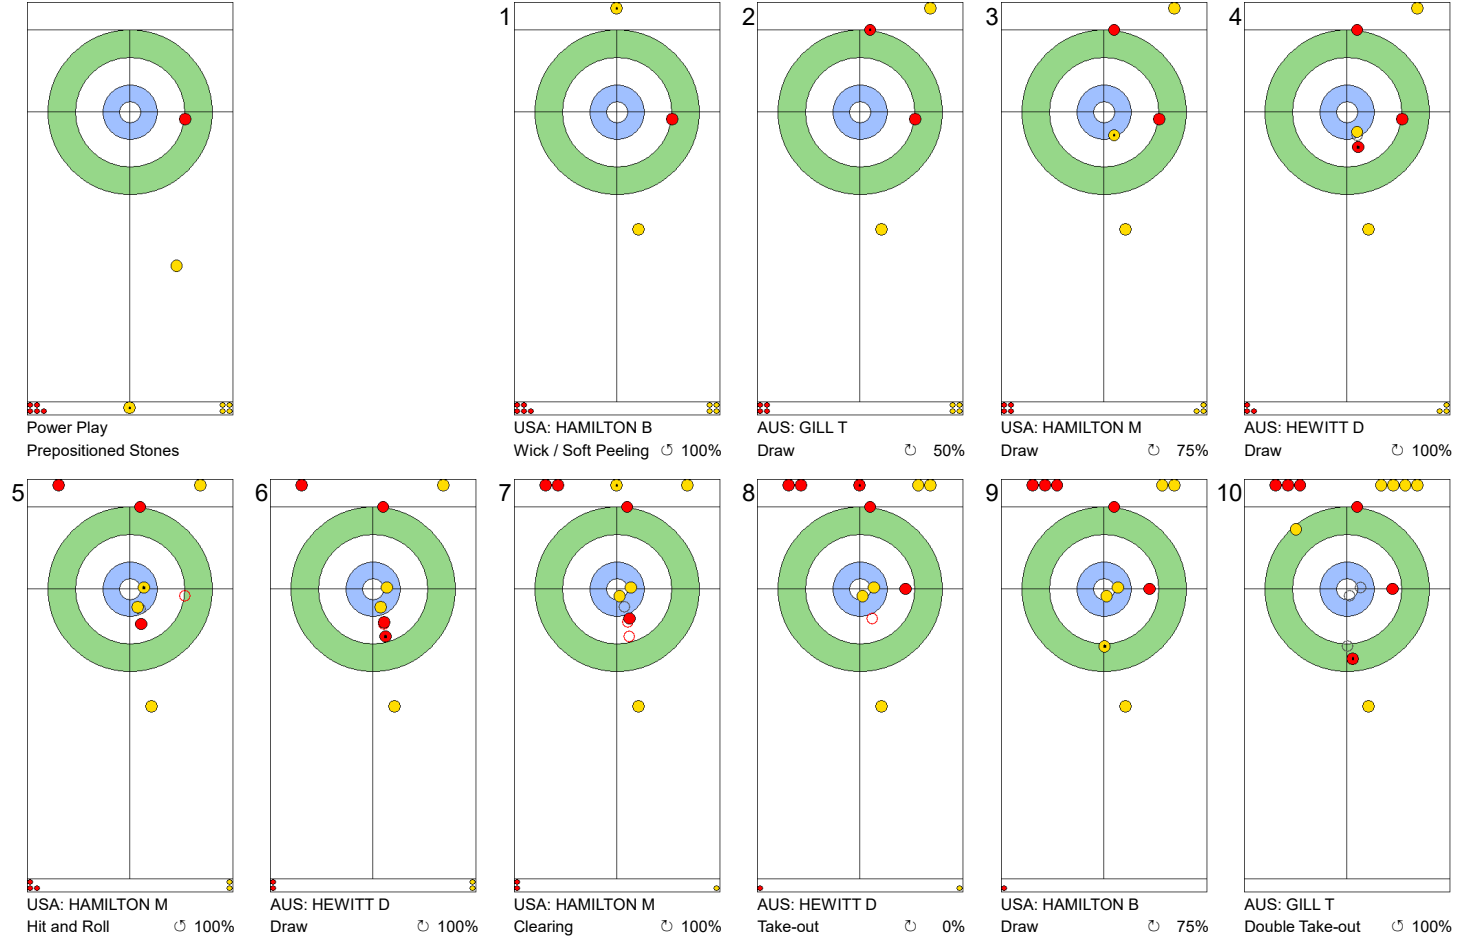 Power Play
Prepositioned Stones
1
USA: HAMILTON B
Wick / Soft Peeling ↺ 100%
2
AUS: GILL T
Draw ↻ 50%
3
USA: HAMILTON M
Draw ↻ 75%
4
AUS: HEWITT D
Draw ↻ 100%
5
USA: HAMILTON M
Hit and Roll ↺ 100%
6
AUS: HEWITT D
Draw ↻ 100%
7
USA: HAMILTON M
Clearing ↻ 100%
8
AUS: HEWITT D
Take-out ↻ 0%
9
USA: HAMILTON B
Draw ↻ 75%
10
AUS: GILL T
Double Take-out ↺ 100%